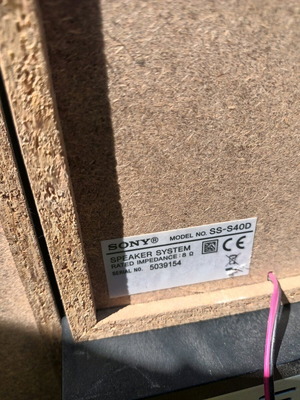 SONY® MODEL NO. SS-S40D
SPEAKER SYSTEM
RATED IMPEDANCE: 8 Ω
SERIAL NO. 5039154
CE